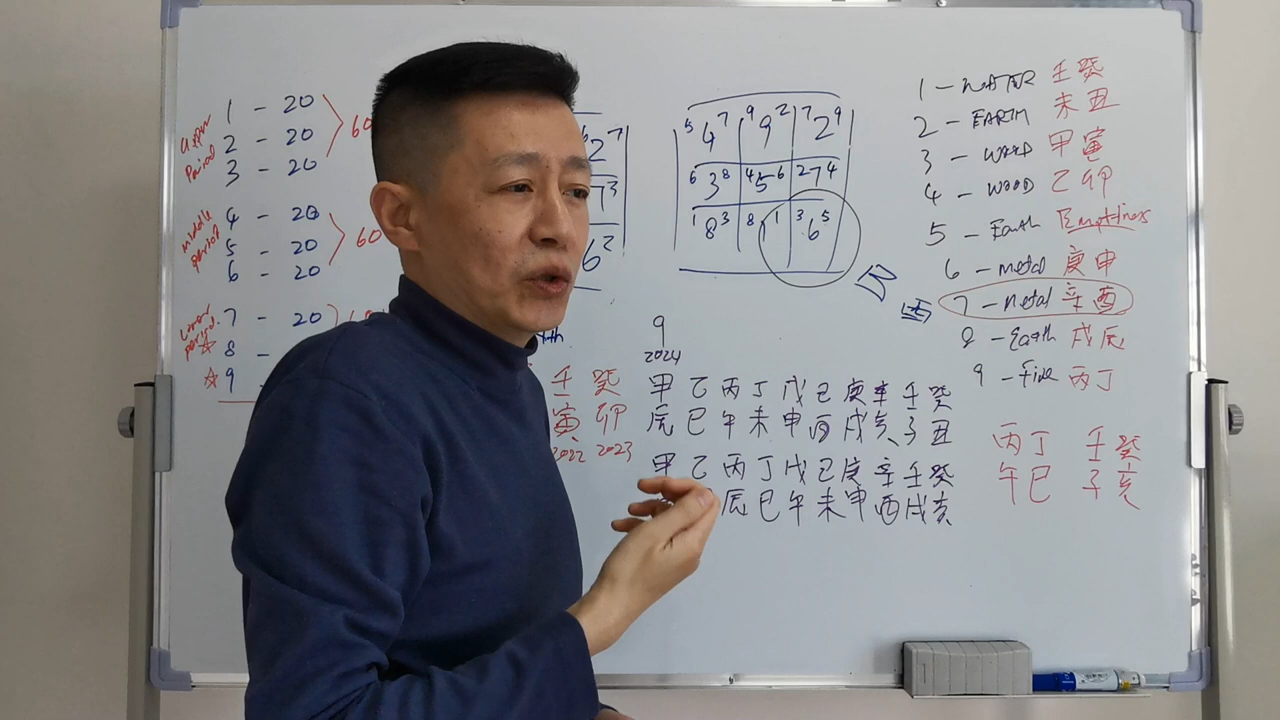 upper period
1 - 20
2 - 20
3 - 20
60
middle period
4 - 20
5 - 20
6 - 20
60
Lower period
7 - 20
8 -
9 -
2 7
7 3
6 2
5 4 7 9 9 2 7 2 9
6 3 8 4 5 6 2 7 4
1 8 3 8 1 3 6 5
1 - WATER 壬癸
2 - EARTH 未丑
3 - WOOD 甲寅
4 - WOOD 乙卯
5 - Earth Emptiness
6 - metal 庚申
7 - metal 辛酉
8 - Earth 戌辰
9 - Fire 丙丁
9
2024
壬 癸 甲 乙 丙 丁 戊 己 庚 辛 壬 癸
寅 卯 辰 巳 午 未 申 酉 戌 亥 子 丑
2022 2023
甲 乙 丙 丁 戊 己 庚 辛 壬 癸
辰 巳 午 未 申 酉 戌 亥
丙丁 壬癸
午巳 子亥